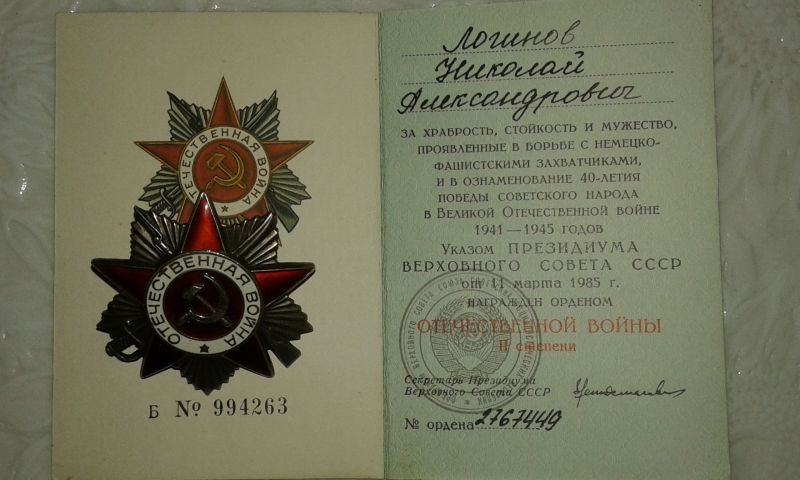 ОТЕЧЕСТВЕННАЯ ВОЙНА
ОТЕЧЕСТВЕННАЯ ВОЙНА
Б № 994263
Логинов
Николай
Александрович
ЗА ХРАБРОСТЬ, СТОЙКОСТЬ И МУЖЕСТВО,
ПРОЯВЛЕННЫЕ В БОРЬБЕ С НЕМЕЦКО-
ФАШИСТСКИМИ ЗАХВАТЧИКАМИ,
И В ОЗНАМЕНОВАНИЕ 40-ЛЕТИЯ
ПОБЕДЫ СОВЕТСКОГО НАРОДА
В ВЕЛИКОЙ ОТЕЧЕСТВЕННОЙ ВОЙНЕ
1941—1945 ГОДОВ
УКАЗОМ ПРЕЗИДИУМА
ВЕРХОВНОГО СОВЕТА СССР
от 11 марта 1985 г.
НАГРАЖДЕН ОРДЕНОМ
ОТЕЧЕСТВЕННОЙ ВОЙНЫ
II степени
Секретарь Президиума
Верховного Совета СССР
№ ордена 2767449